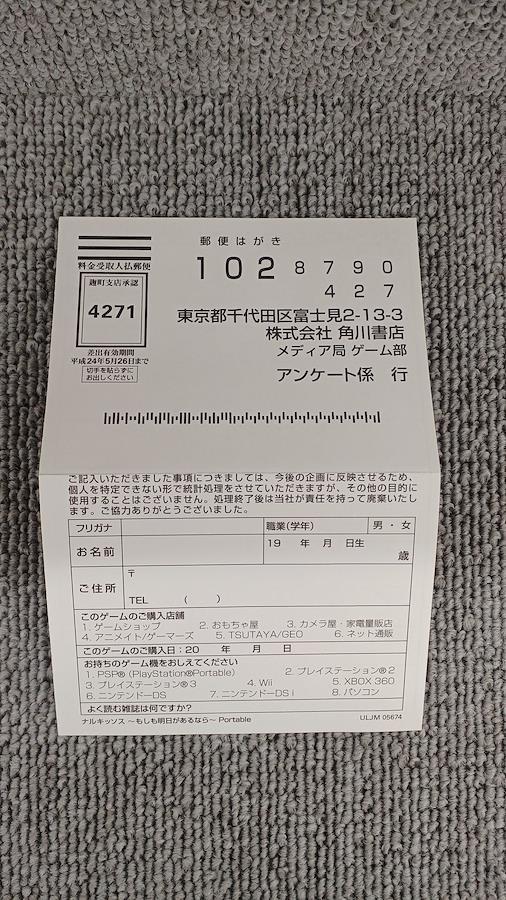 郵便はがき
料金受取人払郵便
102 8790
427
麹町支店承認
4271
東京都千代田区富士見2-13-3
株式会社 角川書店
メディア局 ゲーム部
アンケート係 行
差出有効期間
平成24年5月26日まで
切手を貼らずに
お出しください
ご記入いただきました事項につきましては、今後の企画に反映させるため、
個人を特定できない形で統計処理をさせていただきますが、その他の目的に
使用することはございません。処理終了後は当社が責任を持って廃棄いたし
ます。ご協力ありがとうございました。
フリガナ 職業(学年) 男・女
お名前 19 年 月 日生
歳
ご住所 〒
TEL ( )
このゲームのご購入店舗
1. ゲームショップ 2. おもちゃ屋 3. カメラ屋・家電量販店
4. アニメイト/ゲーマーズ 5. TSUTAYA/GEO 6. ネット通販
このゲームのご購入日:20 年 月 日
お持ちのゲーム機をおしえてください
1. PSP® (PlayStation®Portable) 2. プレイステーション® 2
3. プレイステーション® 3 4. Wii 5. XBOX 360
6. ニンテンドーDS 7. ニンテンドーDS i 8. パソコン
よく読む雑誌は何ですか?
ナルキッソス ～もしも明日があるなら～ Portable ULJM 05674